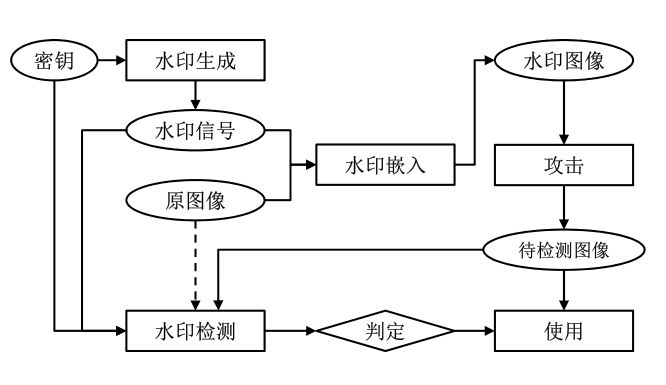 密钥
水印生成
水印图像
水印信号
水印嵌入
攻击
原图像
待检测图像
水印检测
判定
使用